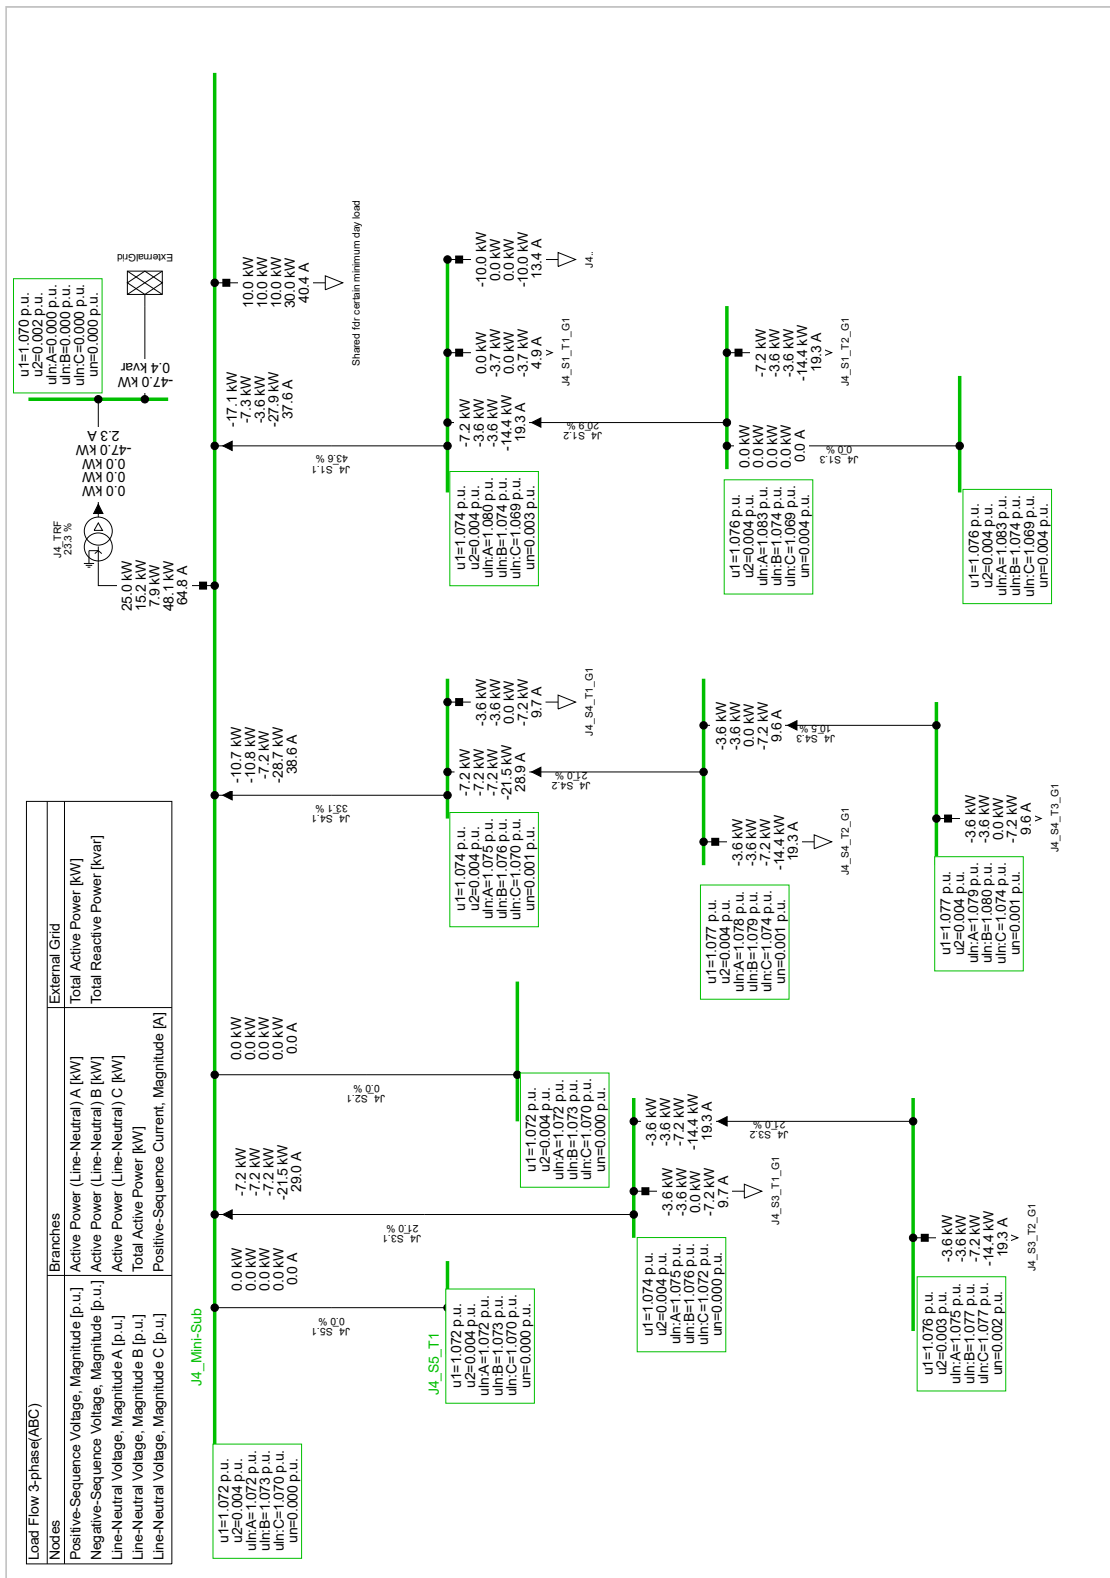 Load Flow 3-phase(ABC)
Nodes
Branches
External Grid
Positive-Sequence Voltage, Magnitude [p.u.]
Negative-Sequence Voltage, Magnitude [p.u.]
Line-Neutral Voltage, Magnitude A [p.u.]
Line-Neutral Voltage, Magnitude B [p.u.]
Line-Neutral Voltage, Magnitude C [p.u.]
Active Power (Line-Neutral) A [kW]
Active Power (Line-Neutral) B [kW]
Active Power (Line-Neutral) C [kW]
Total Active Power [kW]
Positive-Sequence Current, Magnitude [A]
Total Active Power [kW]
Total Reactive Power [kvar]
u1=1.070 p.u.
u2=0.002 p.u.
uln:A=0.000 p.u.
uln:B=0.000 p.u.
uln:C=0.000 p.u.
un=0.000 p.u.
ExternalGrid
-47.0 kW
0.4 kvar
0.0 kW
0.0 kW
0.0 kW
-47.0 kW
2.3 A
J4_TRF
23.3 %
25.0 kW
15.2 kW
7.9 kW
48.1 kW
64.8 A
J4_Mini-Sub
u1=1.072 p.u.
u2=0.004 p.u.
uln:A=1.072 p.u.
uln:B=1.073 p.u.
uln:C=1.070 p.u.
un=0.000 p.u.
0.0 kW
0.0 kW
0.0 kW
0.0 kW
0.0 A
J4_S5.1
0.0 %
J4_S5_T1
u1=1.072 p.u.
u2=0.004 p.u.
uln:A=1.072 p.u.
uln:B=1.073 p.u.
uln:C=1.070 p.u.
un=0.000 p.u.
-7.2 kW
-7.2 kW
-7.2 kW
-21.5 kW
29.0 A
J4_S3.1
21.0 %
u1=1.074 p.u.
u2=0.004 p.u.
uln:A=1.075 p.u.
uln:B=1.076 p.u.
uln:C=1.072 p.u.
un=0.000 p.u.
-3.6 kW
-3.6 kW
0.0 kW
-7.2 kW
9.7 A
J4_S3_T1_G1
-3.6 kW
-3.6 kW
-7.2 kW
-14.4 kW
19.3 A
J4_S3.2
21.0 %
u1=1.076 p.u.
u2=0.003 p.u.
uln:A=1.075 p.u.
uln:B=1.077 p.u.
uln:C=1.077 p.u.
un=0.002 p.u.
-3.6 kW
-3.6 kW
-7.2 kW
-14.4 kW
19.3 A
J4_S3_T2_G1
0.0 kW
0.0 kW
0.0 kW
0.0 kW
0.0 A
J4_S2.1
0.0 %
u1=1.072 p.u.
u2=0.004 p.u.
uln:A=1.072 p.u.
uln:B=1.073 p.u.
uln:C=1.070 p.u.
un=0.000 p.u.
-10.7 kW
-10.8 kW
-7.2 kW
-28.7 kW
38.6 A
J4_S4.1
33.1 %
u1=1.074 p.u.
u2=0.004 p.u.
uln:A=1.075 p.u.
uln:B=1.076 p.u.
uln:C=1.070 p.u.
un=0.001 p.u.
-7.2 kW
-7.2 kW
-7.2 kW
-21.5 kW
28.9 A
J4_S4.2
21.0 %
-3.6 kW
-3.6 kW
0.0 kW
-7.2 kW
9.7 A
J4_S4_T1_G1
u1=1.077 p.u.
u2=0.004 p.u.
uln:A=1.078 p.u.
uln:B=1.079 p.u.
uln:C=1.074 p.u.
un=0.001 p.u.
-3.6 kW
-3.6 kW
-7.2 kW
-14.4 kW
19.3 A
J4_S4_T2_G1
-3.6 kW
-3.6 kW
0.0 kW
-7.2 kW
9.6 A
J4_S4.3
10.5 %
u1=1.077 p.u.
u2=0.004 p.u.
uln:A=1.079 p.u.
uln:B=1.080 p.u.
uln:C=1.074 p.u.
un=0.001 p.u.
-3.6 kW
-3.6 kW
0.0 kW
-7.2 kW
9.6 A
J4_S4_T3_G1
-17.1 kW
-7.3 kW
-3.6 kW
-27.9 kW
37.6 A
J4_S1.1
43.6 %
10.0 kW
10.0 kW
10.0 kW
30.0 kW
40.4 A
Shared fdr certain minimum day load
u1=1.074 p.u.
u2=0.004 p.u.
uln:A=1.080 p.u.
uln:B=1.074 p.u.
uln:C=1.069 p.u.
un=0.003 p.u.
-7.2 kW
-3.6 kW
-3.6 kW
-14.4 kW
19.3 A
J4_S1.2
20.9 %
0.0 kW
-3.7 kW
0.0 kW
-3.7 kW
4.9 A
J4_S1_T1_G1
-10.0 kW
0.0 kW
0.0 kW
-10.0 kW
13.4 A
J4..
u1=1.076 p.u.
u2=0.004 p.u.
uln:A=1.083 p.u.
uln:B=1.074 p.u.
uln:C=1.069 p.u.
un=0.004 p.u.
0.0 kW
0.0 kW
0.0 kW
0.0 kW
0.0 A
J4_S1.3
0.0 %
-7.2 kW
-3.6 kW
-3.6 kW
-14.4 kW
19.3 A
J4_S1_T2_G1
u1=1.076 p.u.
u2=0.004 p.u.
uln:A=1.083 p.u.
uln:B=1.074 p.u.
uln:C=1.069 p.u.
un=0.004 p.u.